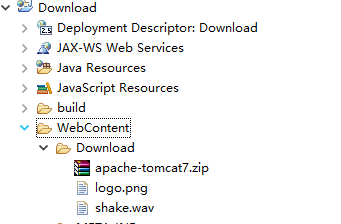 Download
Deployment Descriptor: Download
JAX-WS Web Services
Java Resources
JavaScript Resources
build
WebContent
Download
apache-tomcat7.zip
logo.png
shake.wav